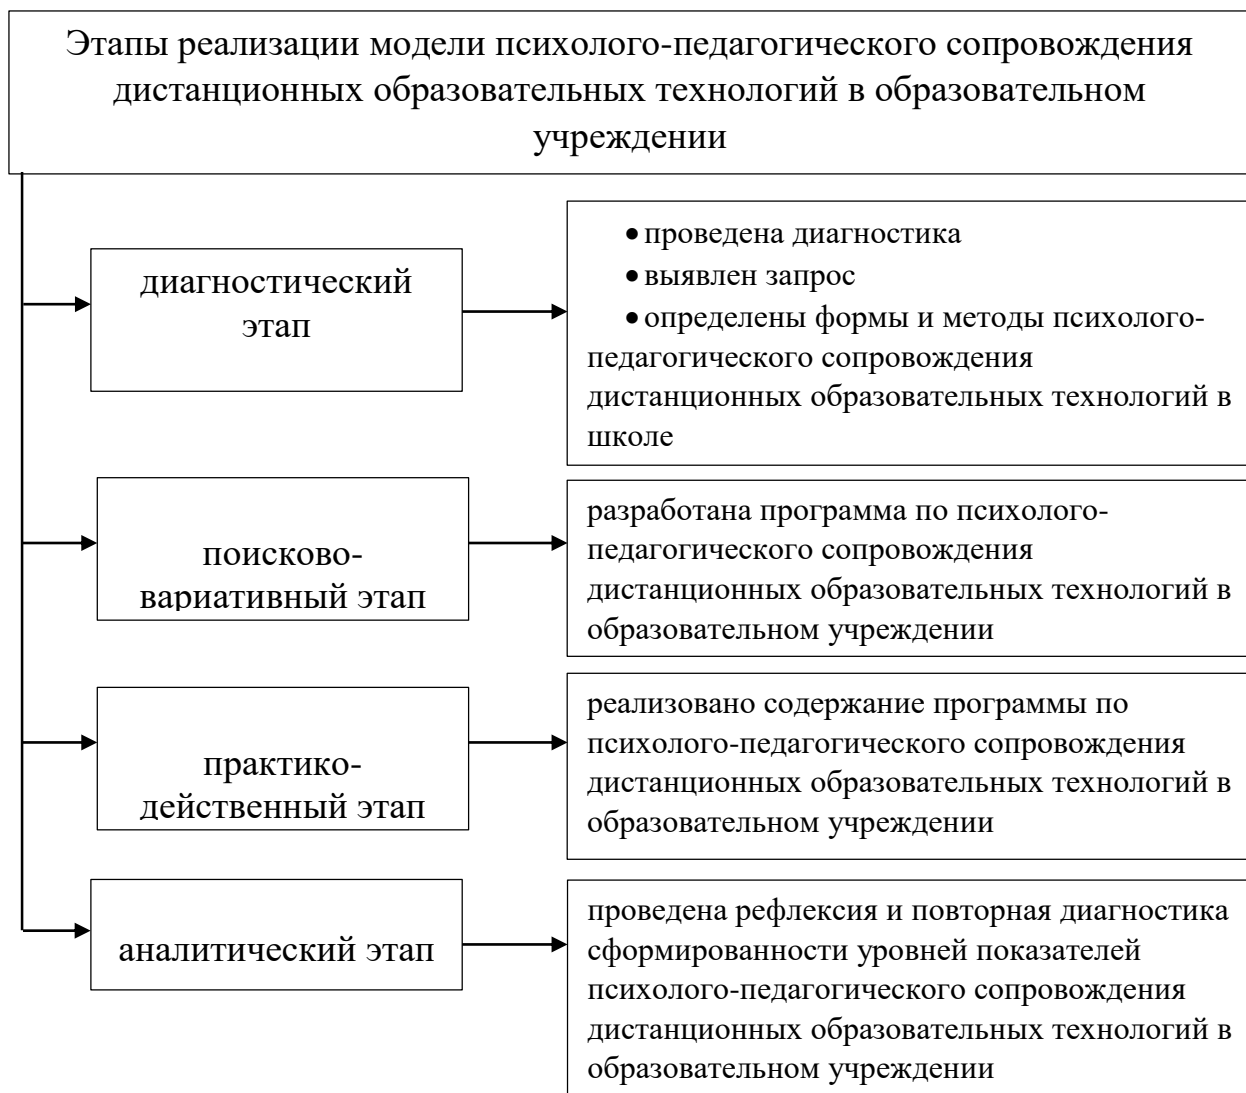 Этапы реализации модели психолого-педагогического сопровождения
дистанционных образовательных технологий в образовательном
учреждении
диагностический
этап
• проведена диагностика
• выявлен запрос
• определены формы и методы психолого-
педагогического сопровождения
дистанционных образовательных технологий в
школе
поисково-
вариативный этап
разработана программа по психолого-
педагогического сопровождения
дистанционных образовательных технологий в
образовательном учреждении
практико-
действенный этап
реализовано содержание программы по
психолого-педагогического сопровождения
дистанционных образовательных технологий в
образовательном учреждении
аналитический этап
проведена рефлексия и повторная диагностика
сформированности уровней показателей
психолого-педагогического сопровождения
дистанционных образовательных технологий в
образовательном учреждении